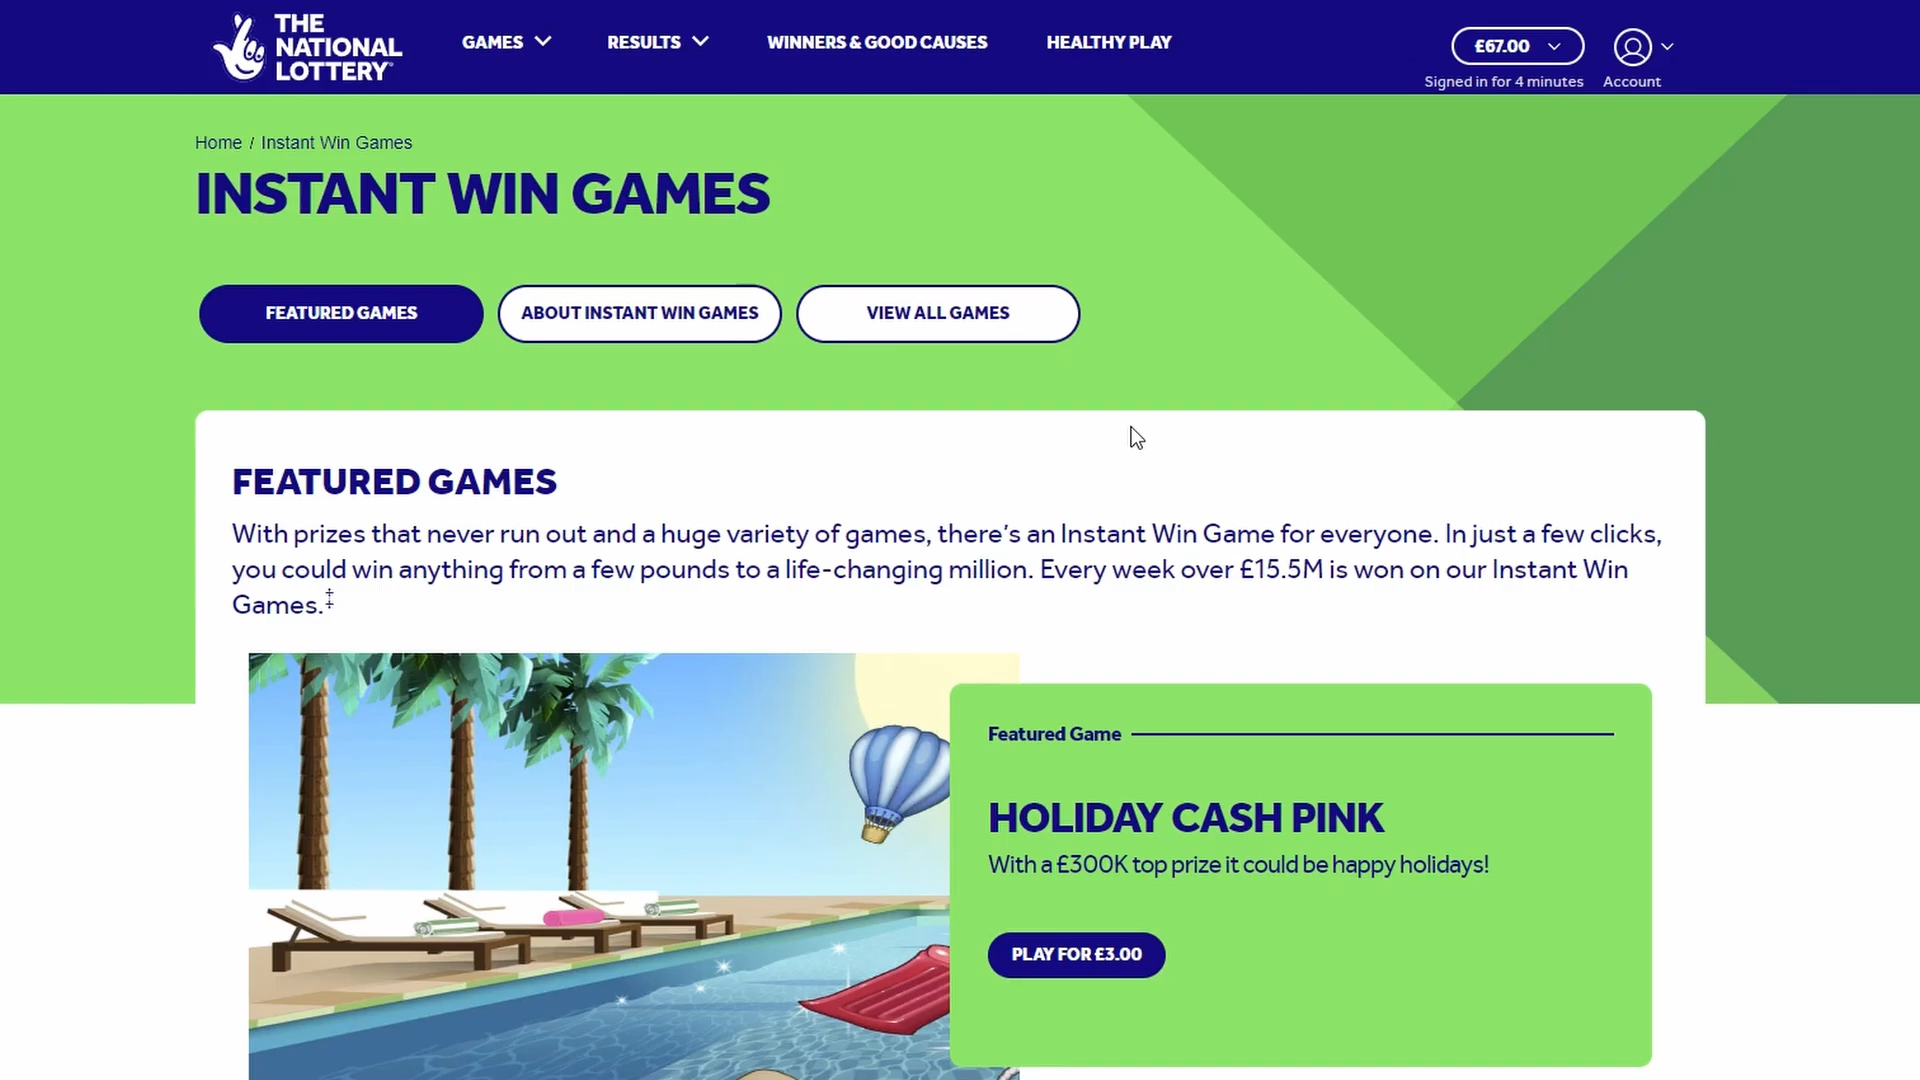 THE
NATIONAL
LOTTERY®
GAMES
RESULTS
WINNERS & GOOD CAUSES
HEALTHY PLAY
£67.00
Signed in for 4 minutes
Account
Home / Instant Win Games
INSTANT WIN GAMES
FEATURED GAMES
ABOUT INSTANT WIN GAMES
VIEW ALL GAMES
FEATURED GAMES
With prizes that never run out and a huge variety of games, there's an Instant Win Game for everyone. In just a few clicks,
you could win anything from a few pounds to a life-changing million. Every week over £15.5M is won on our Instant Win
Games.‡
Featured Game
HOLIDAY CASH PINK
With a £300K top prize it could be happy holidays!
PLAY FOR £3.00